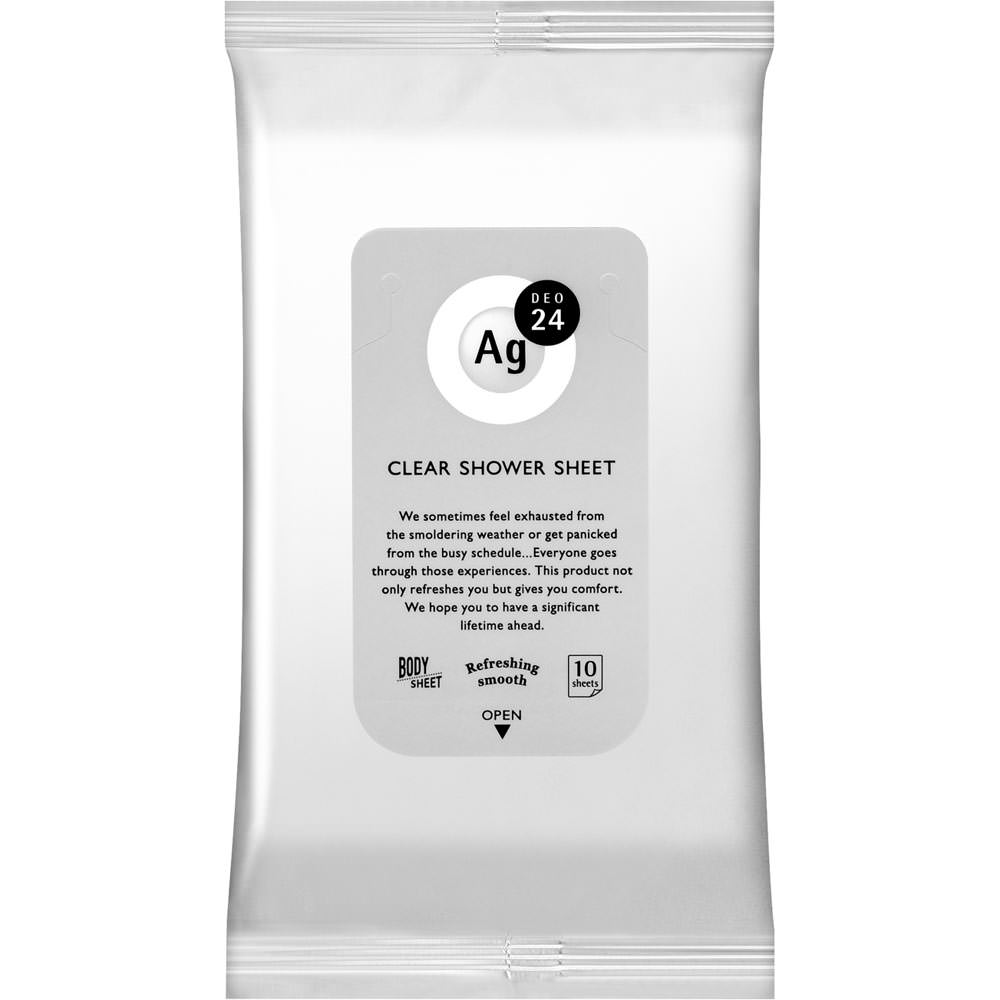 DEO
24
Ag
CLEAR SHOWER SHEET
We sometimes feel exhausted from
the smoldering weather or get panicked
from the busy schedule...Everyone goes
through those experiences. This product not
only refreshes you but gives you comfort.
We hope you to have a significant
lifetime ahead.
BODY
SHEET
Refreshing
smooth
10
sheets
OPEN